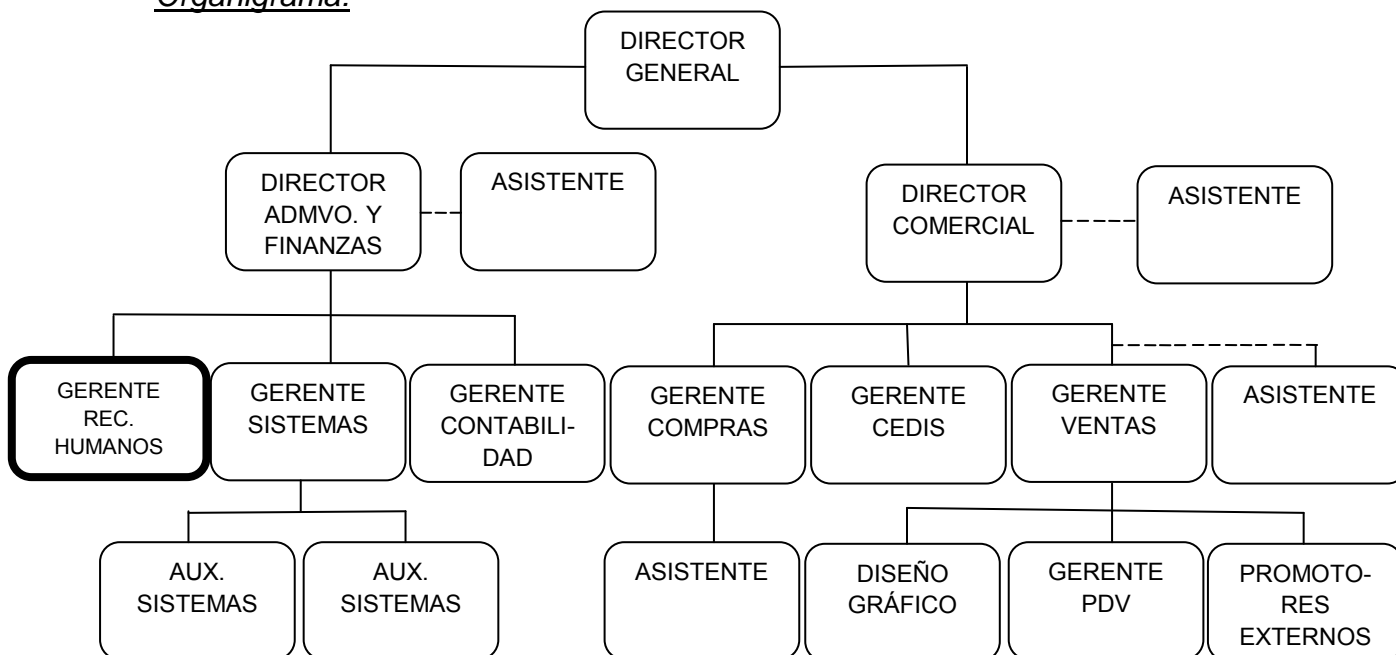 Organigrama:
DIRECTOR
GENERAL
DIRECTOR
ADMVO. Y
FINANZAS
ASISTENTE
DIRECTOR
COMERCIAL
ASISTENTE
GERENTE
REC.
HUMANOS
GERENTE
SISTEMAS
GERENTE
CONTABILI-
DAD
GERENTE
COMPRAS
GERENTE
CEDIS
GERENTE
VENTAS
ASISTENTE
AUX.
SISTEMAS
AUX.
SISTEMAS
ASISTENTE
DISEÑO
GRÁFICO
GERENTE
PDV
PROMOTO-
RES
EXTERNOS